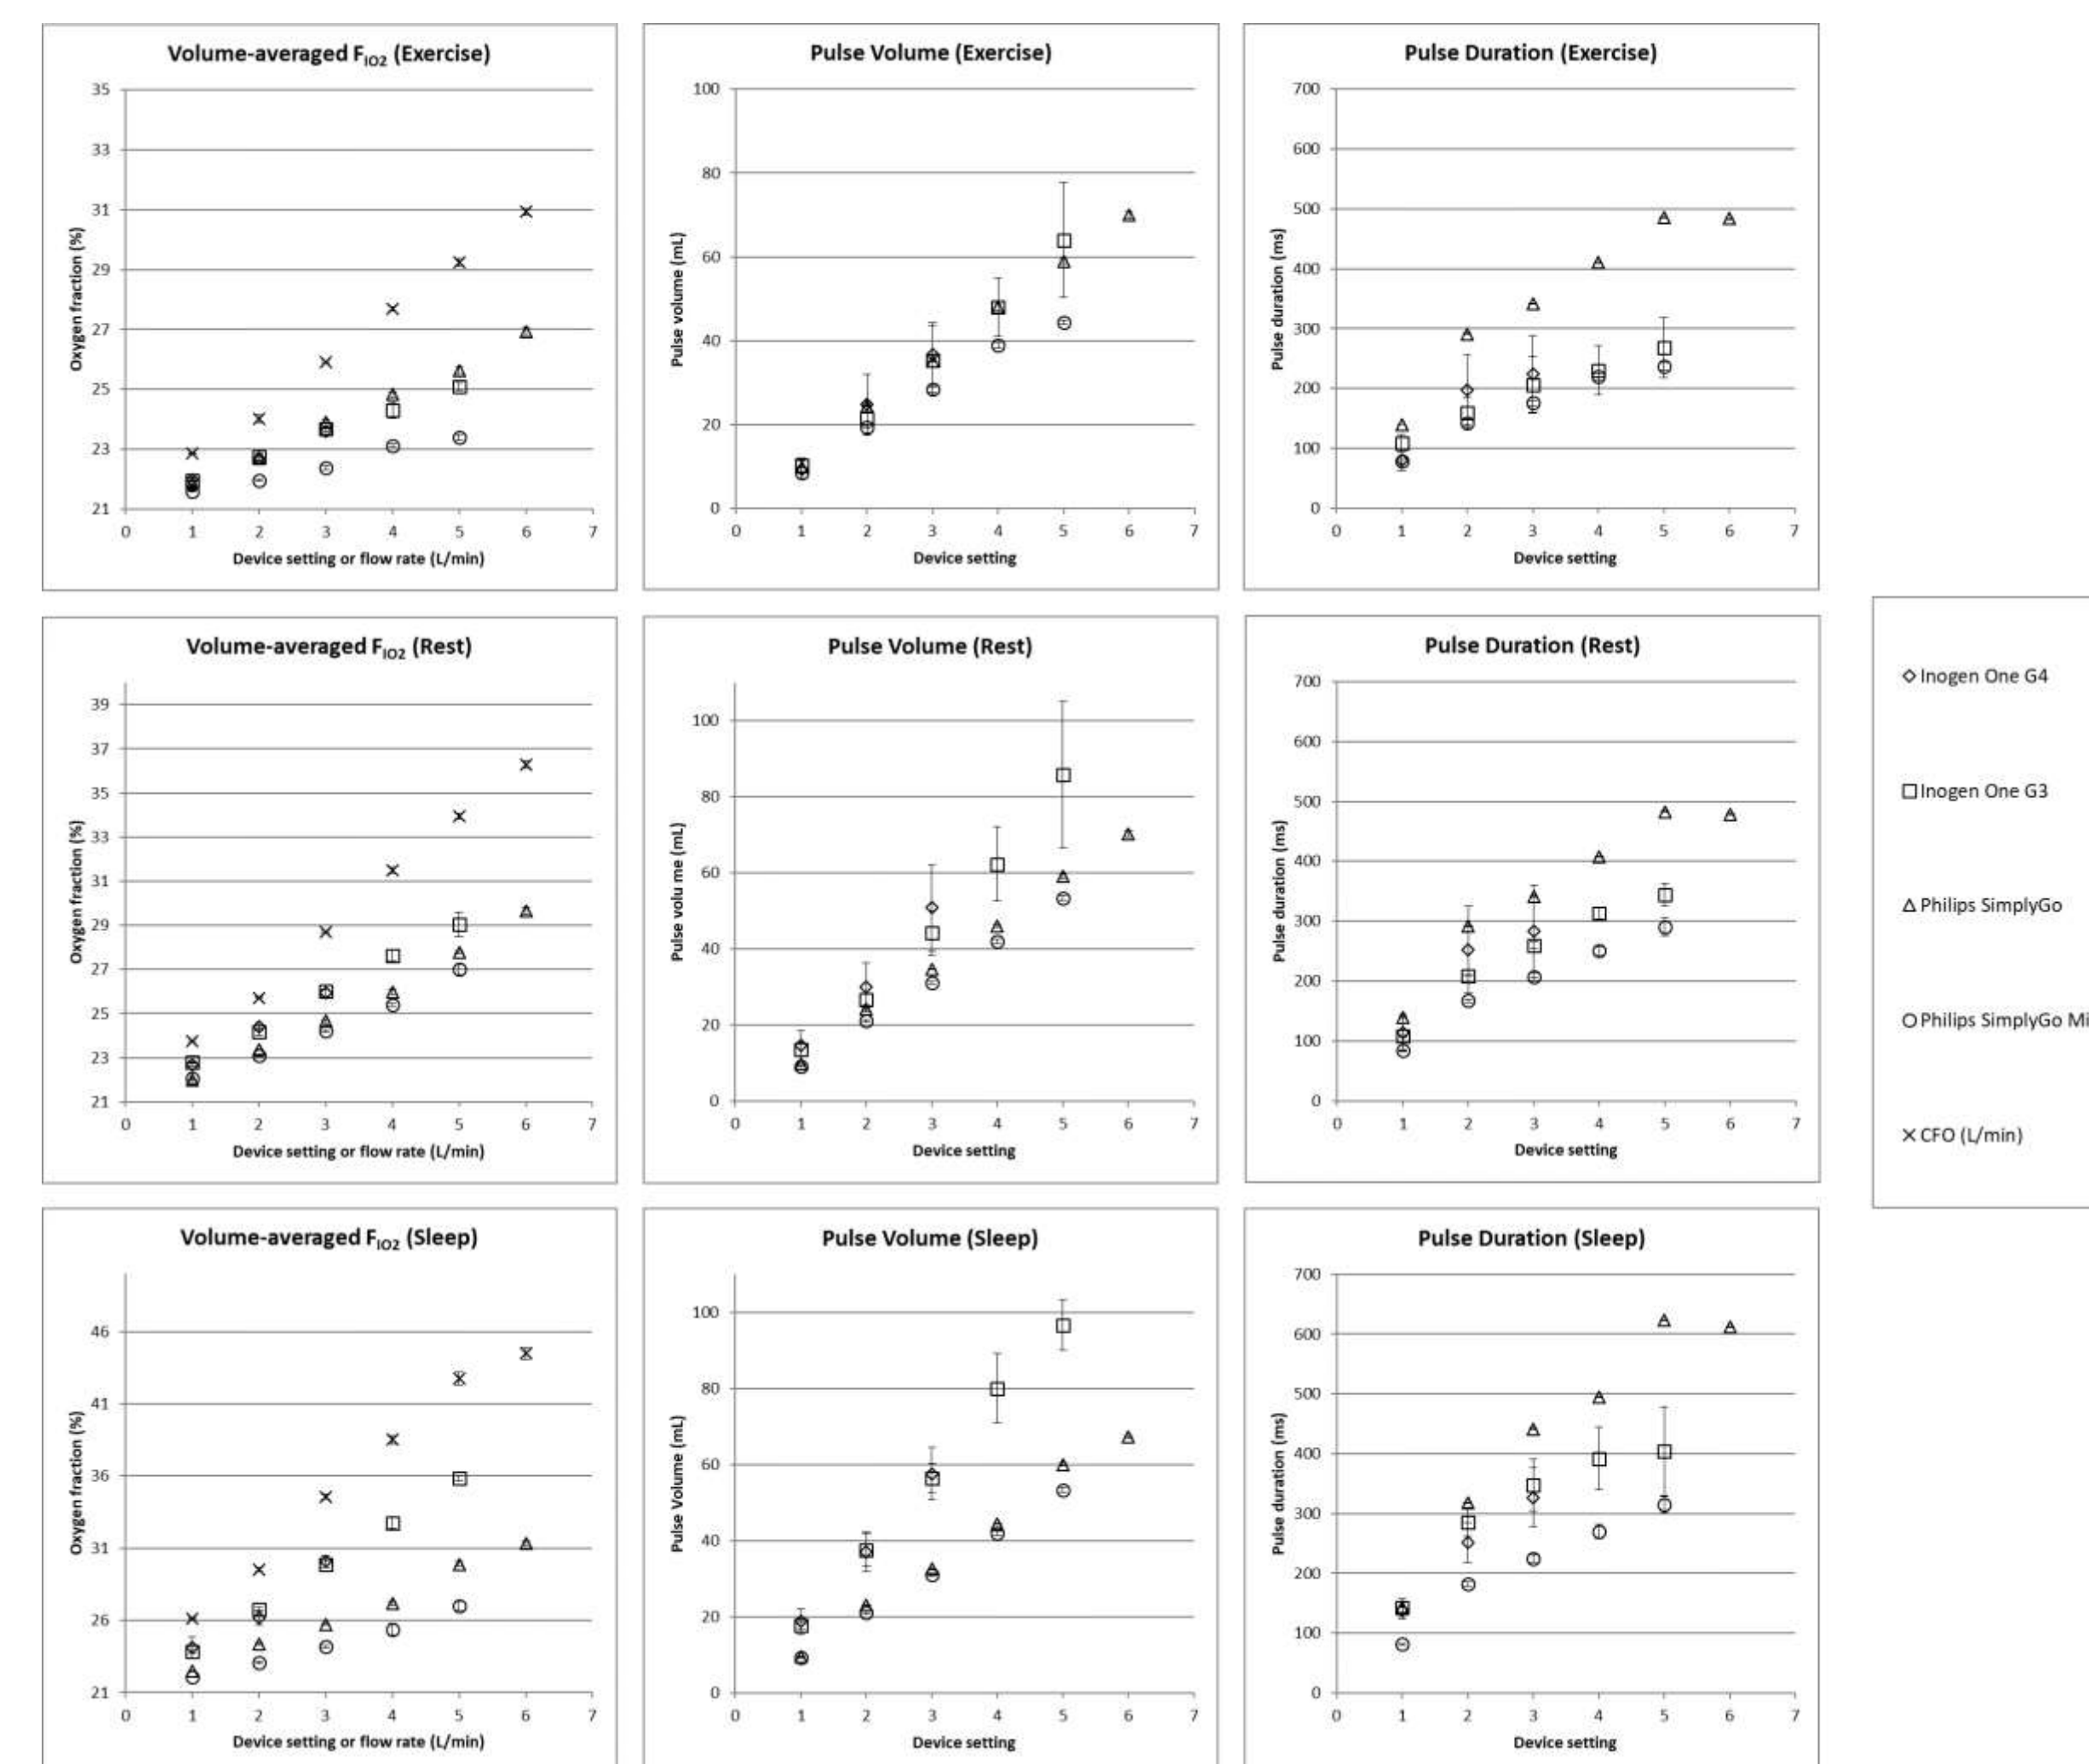 Volume-averaged FIO2 (Exercise)
35
33
31
29
27
25
23
21
0 1 2 3 4 5 6 7
Oxygen fraction (%)
Device setting or flow rate (L/min)
Pulse Volume (Exercise)
100
80
60
40
20
0
0 1 2 3 4 5 6 7
Pulse volume (mL)
Device setting
Pulse Duration (Exercise)
700
600
500
400
300
200
100
0
0 1 2 3 4 5 6 7
Pulse duration (ms)
Device setting
Volume-averaged FIO2 (Rest)
39
37
35
33
31
29
27
25
23
21
0 1 2 3 4 5 6 7
Oxygen fraction (%)
Device setting or flow rate (L/min)
Pulse Volume (Rest)
100
80
60
40
20
0
0 1 2 3 4 5 6 7
Pulse volu me (mL)
Device setting
Pulse Duration (Rest)
700
600
500
400
300
200
100
0
0 1 2 3 4 5 6 7
Pulse duration (ms)
Device setting
Inogen One G4
Inogen One G3
Philips SimplyGo
Philips SimplyGo Mi
CFO (L/min)
Volume-averaged FIO2 (Sleep)
46
41
36
31
26
21
0 1 2 3 4 5 6 7
Oxygen fraction (%)
Device setting or flow rate (L/min)
Pulse Volume (Sleep)
100
80
60
40
20
0
0 1 2 3 4 5 6 7
Pulse Volume (mL)
Device setting
Pulse Duration (Sleep)
700
600
500
400
300
200
100
0
0 1 2 3 4 5 6 7
Pulse duration (ms)
Device setting